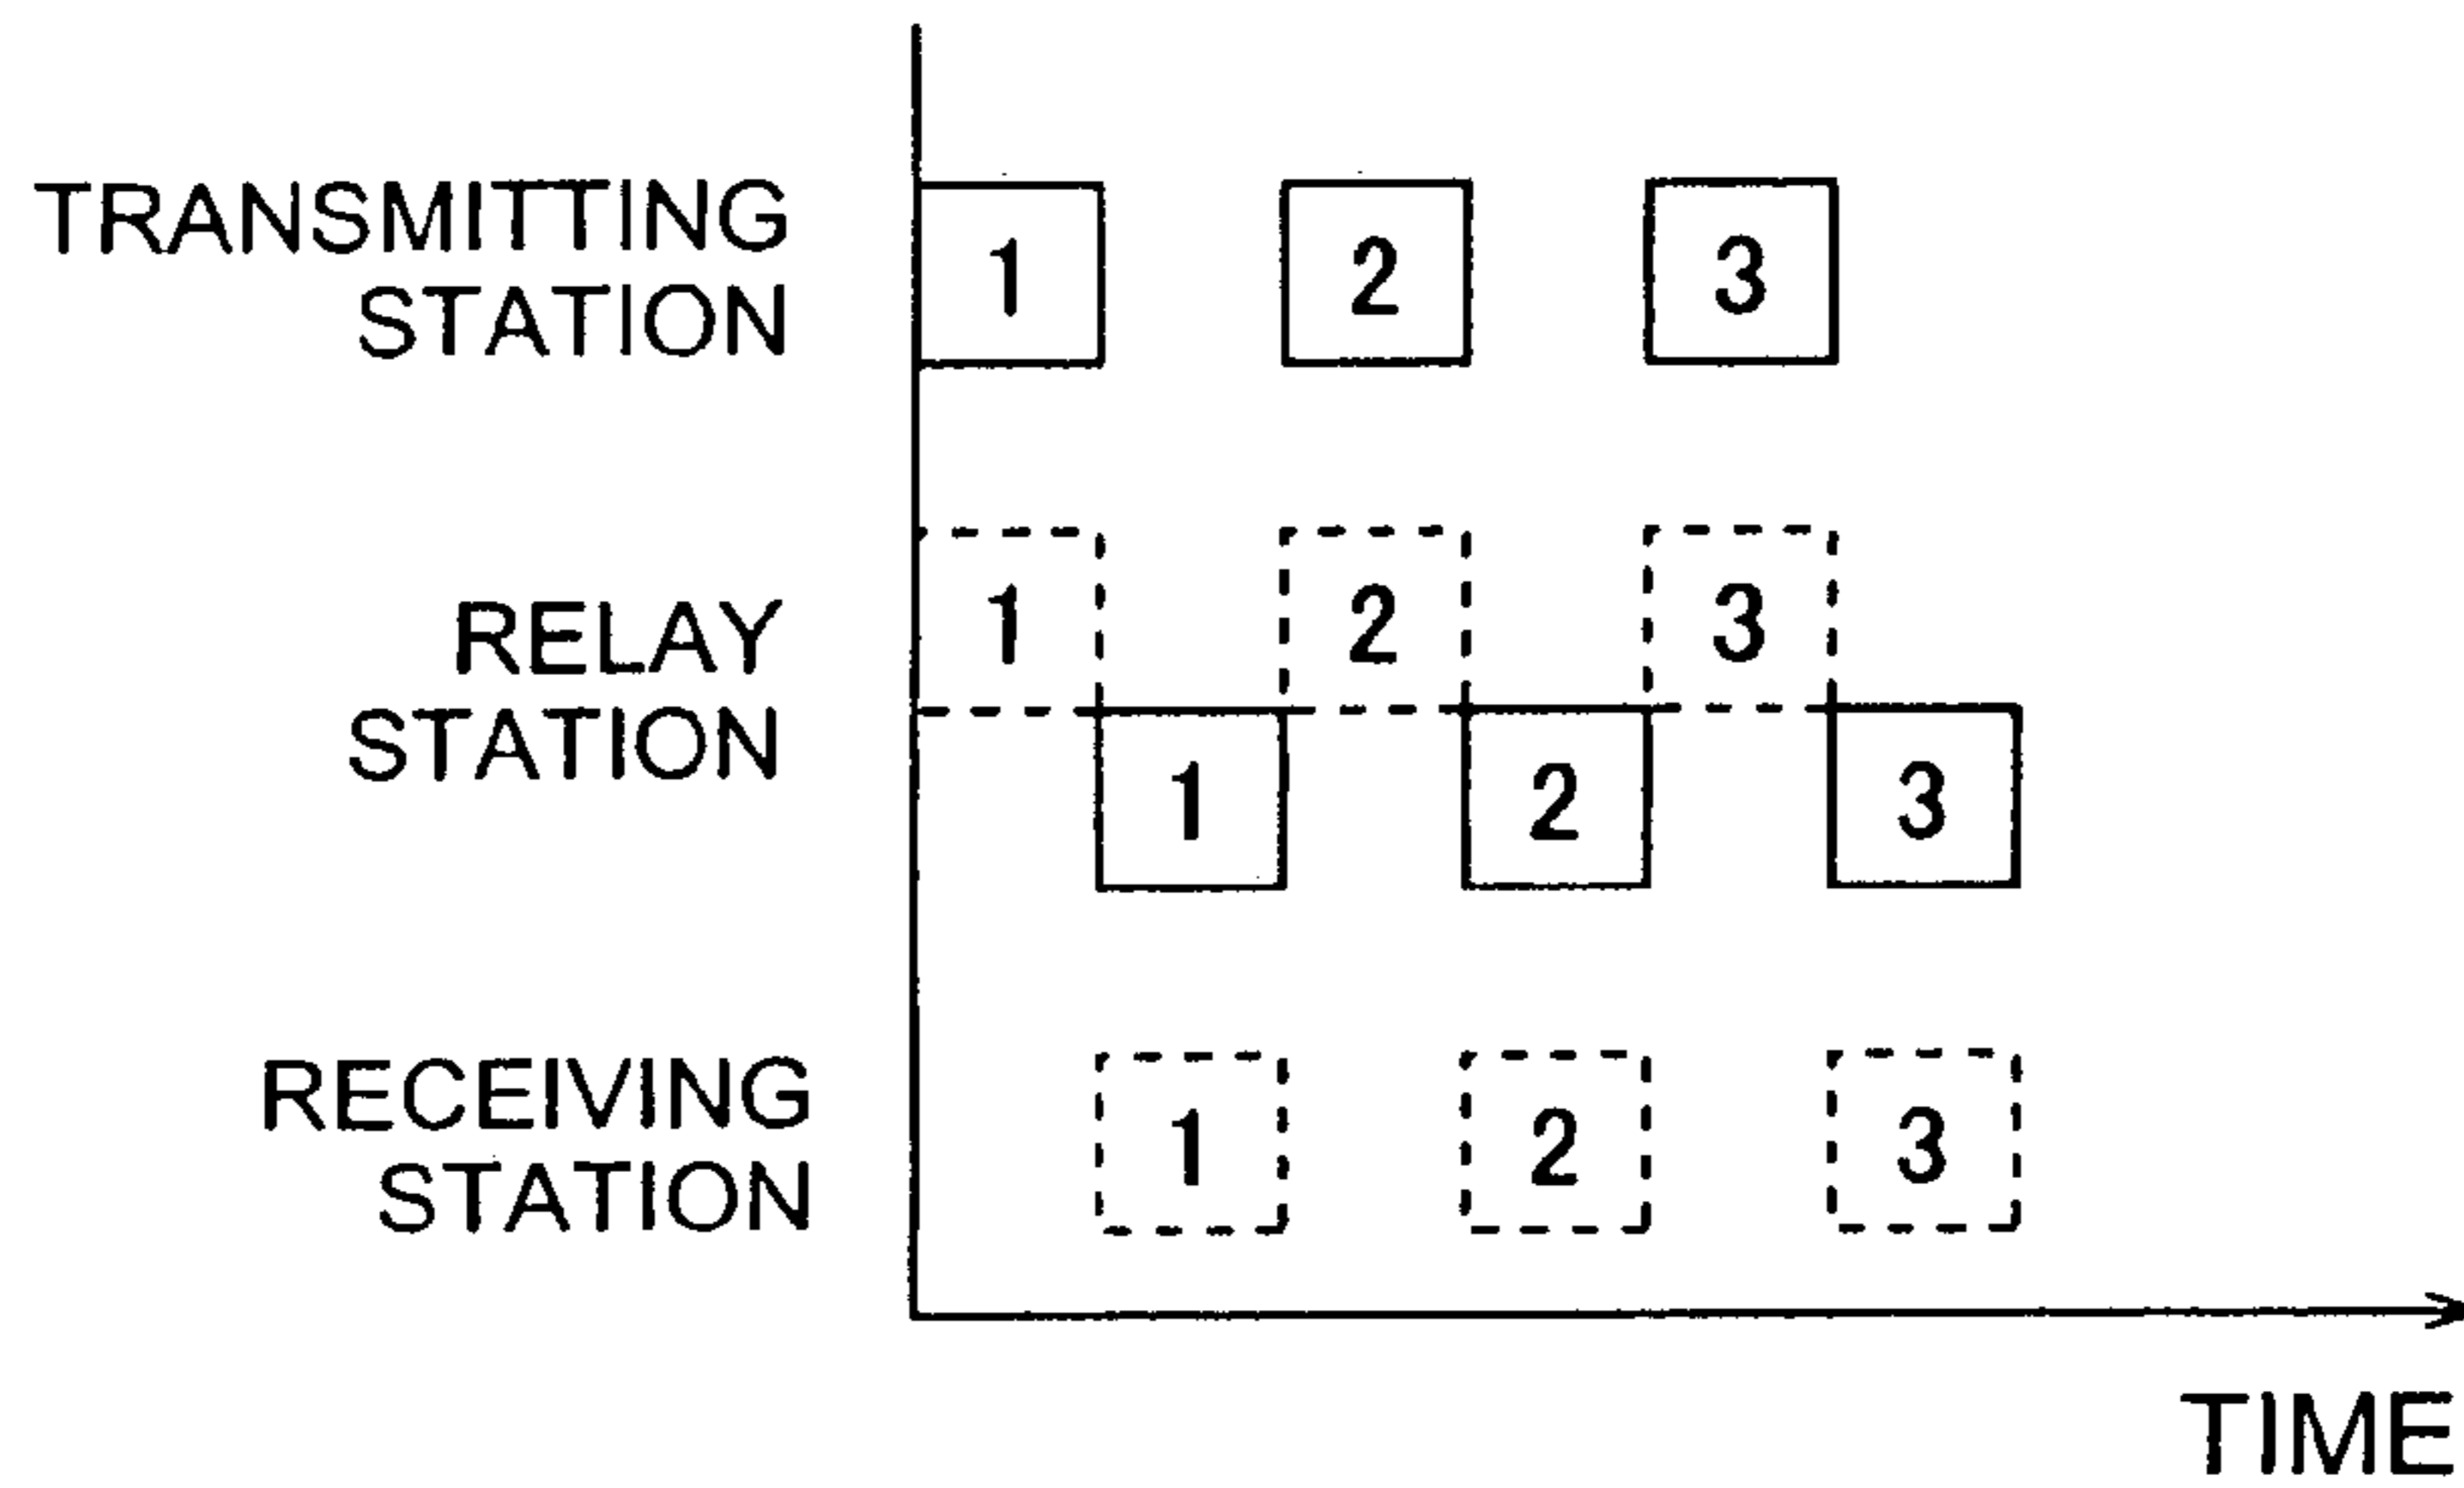 TRANSMITTING
STATION
1 2 3
RELAY
STATION
1 2 3
1 2 3
RECEIVING
STATION
1 2 3
TIME